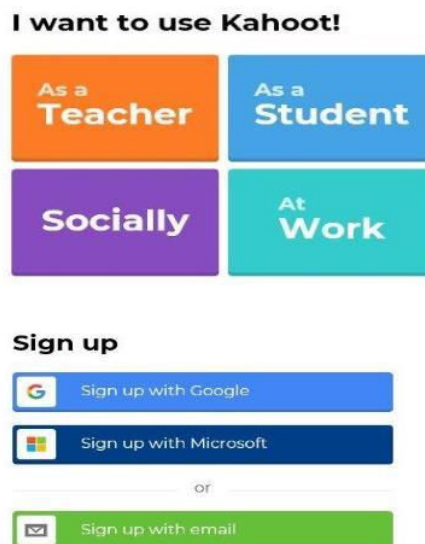 I want to use Kahoot!
As a
Teacher
As a
Student
Socially
At
Work
Sign up
Sign up with Google
Sign up with Microsoft
or
Sign up with email